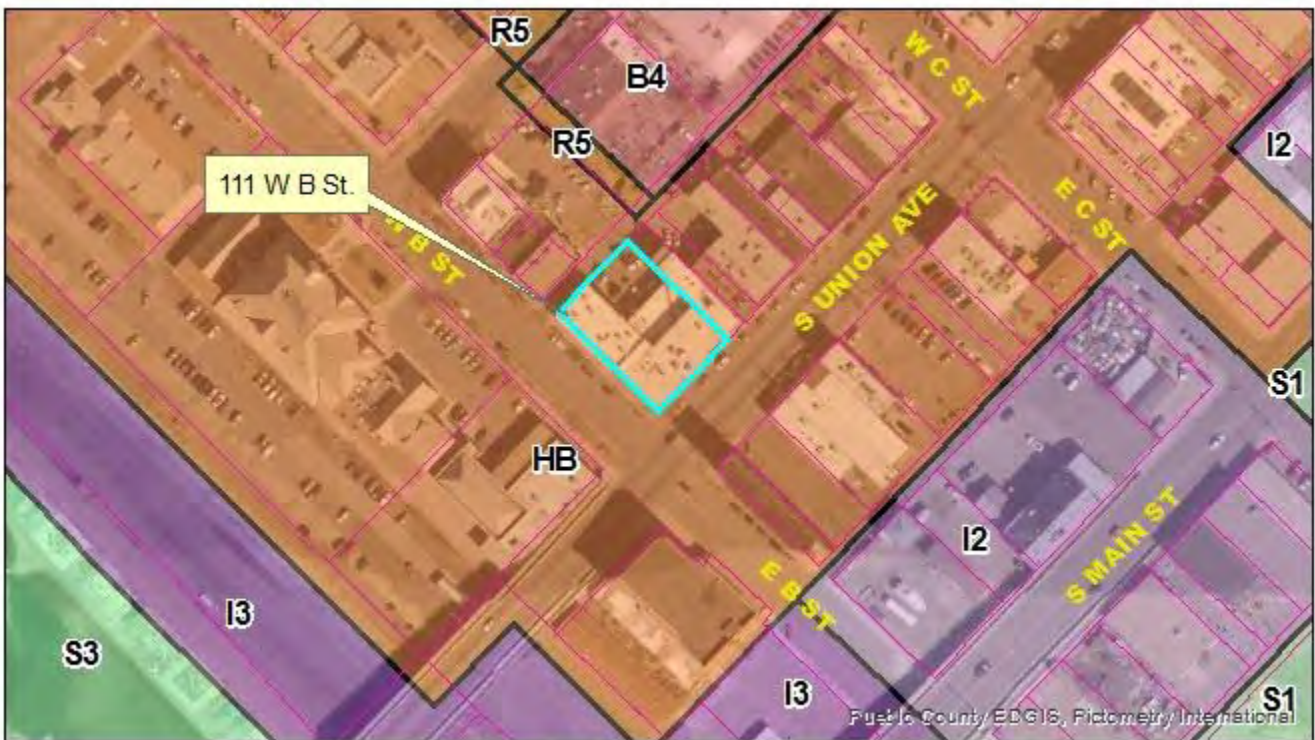 R5
B4
W C ST
R5
I2
111 W B St.
E C ST
W B ST
S UNION AVE
S1
HB
I2
S MAIN ST
E B ST
I3
S3
I3
S1
Pueblo County EDGIS, Pictometry International